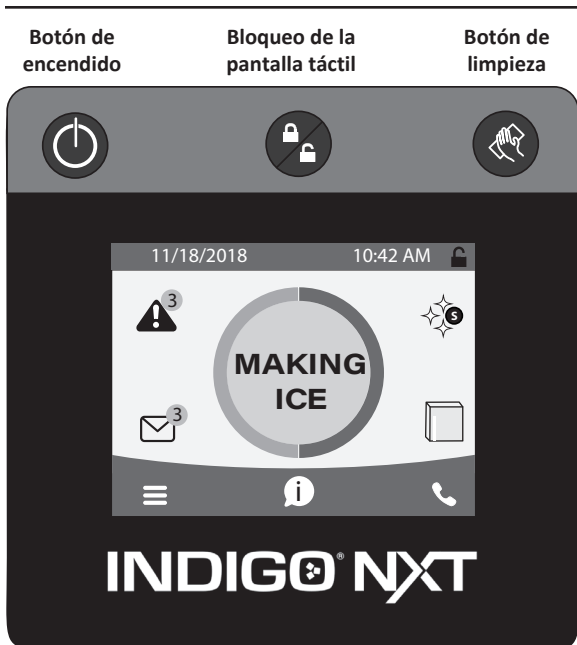 Botón de encendido
Bloqueo de la pantalla táctil
Botón de limpieza
11/18/2018 10:42 AM
3
S
MAKING
ICE
3
i
INDIGO® NXT